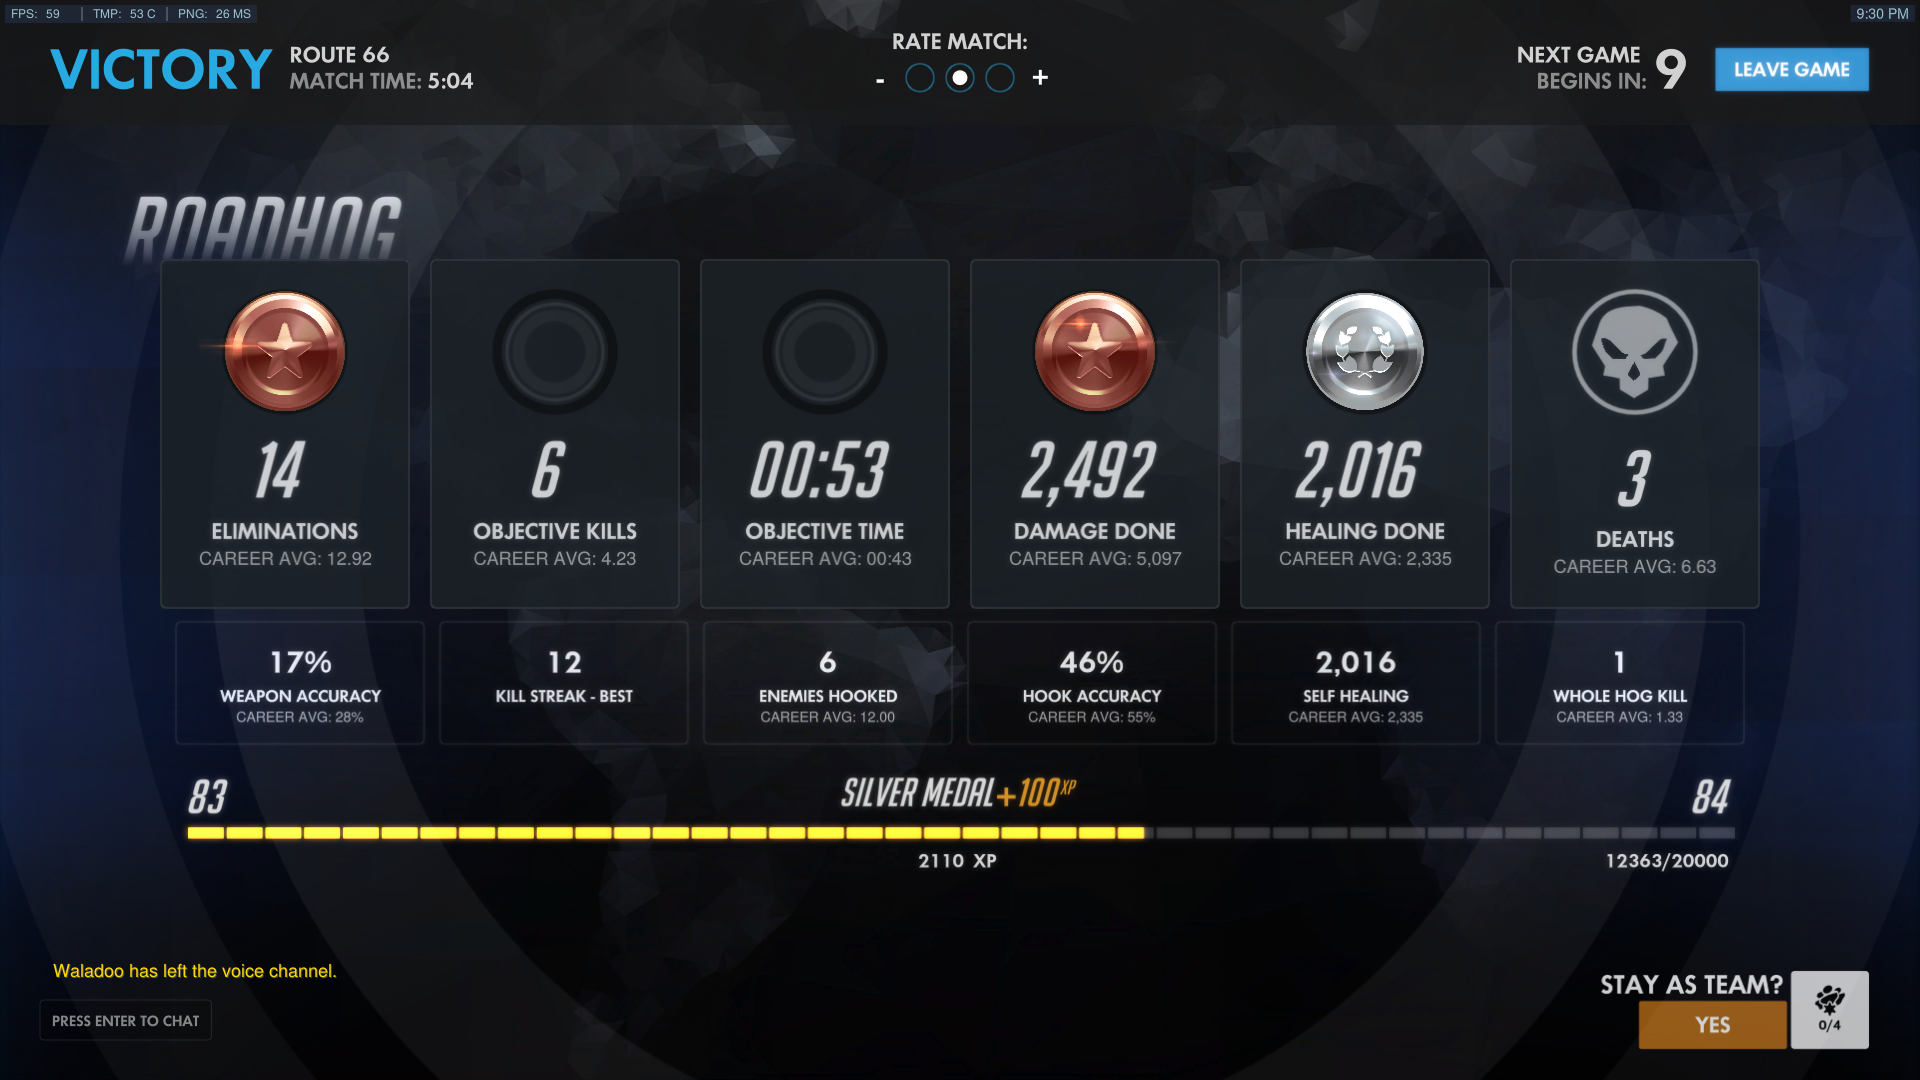 FPS: 59 | TMP: 53 C | PNG: 26 MS
9:30 PM
VICTORY
ROUTE 66
MATCH TIME: 5:04
RATE MATCH:
- +
NEXT GAME
BEGINS IN: 9
LEAVE GAME
ROADHOG
14
ELIMINATIONS
CAREER AVG: 12.92
6
OBJECTIVE KILLS
CAREER AVG: 4.23
00:53
OBJECTIVE TIME
CAREER AVG: 00:43
2,492
DAMAGE DONE
CAREER AVG: 5,097
2,016
HEALING DONE
CAREER AVG: 2,335
3
DEATHS
CAREER AVG: 6.63
17%
WEAPON ACCURACY
CAREER AVG: 28%
12
KILL STREAK - BEST
6
ENEMIES HOOKED
CAREER AVG: 12.00
46%
HOOK ACCURACY
CAREER AVG: 55%
2,016
SELF HEALING
CAREER AVG: 2,335
1
WHOLE HOG KILL
CAREER AVG: 1.33
83
SILVER MEDAL +100 XP
84
2110 XP
12363/20000
Waladoo has left the voice channel.
PRESS ENTER TO CHAT
STAY AS TEAM?
YES
0/4